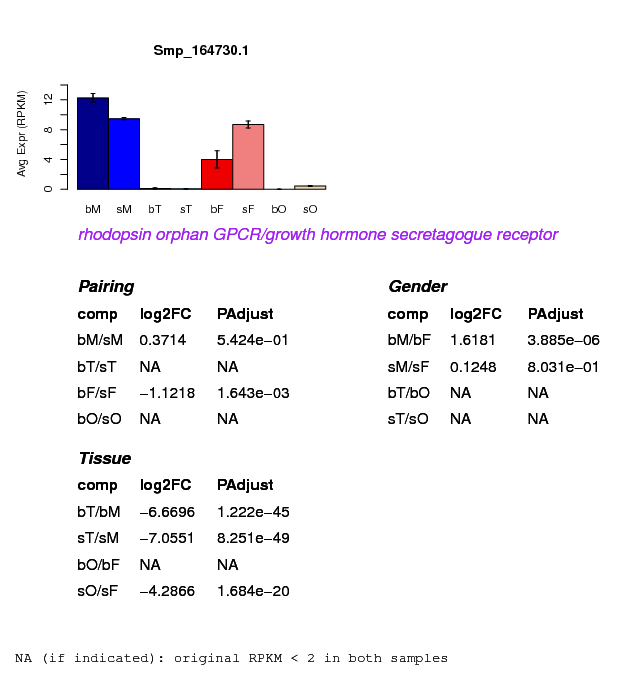 Smp_164730.1
Avg Expr (RPKM)
0 4 8 12
bM sM bT sT bF sF bO sO
rhodopsin orphan GPCR/growth hormone secretagogue receptor
Pairing
comp log2FC PAdjust
bM/sM 0.3714 5.424e−01
bT/sT NA NA
bF/sF −1.1218 1.643e−03
bO/sO NA NA
Gender
comp log2FC PAdjust
bM/bF 1.6181 3.885e−06
sM/sF 0.1248 8.031e−01
bT/bO NA NA
sT/sO NA NA
Tissue
comp log2FC PAdjust
bT/bM −6.6696 1.222e−45
sT/sM −7.0551 8.251e−49
bO/bF NA NA
sO/sF −4.2866 1.684e−20
NA (if indicated): original RPKM < 2 in both samples